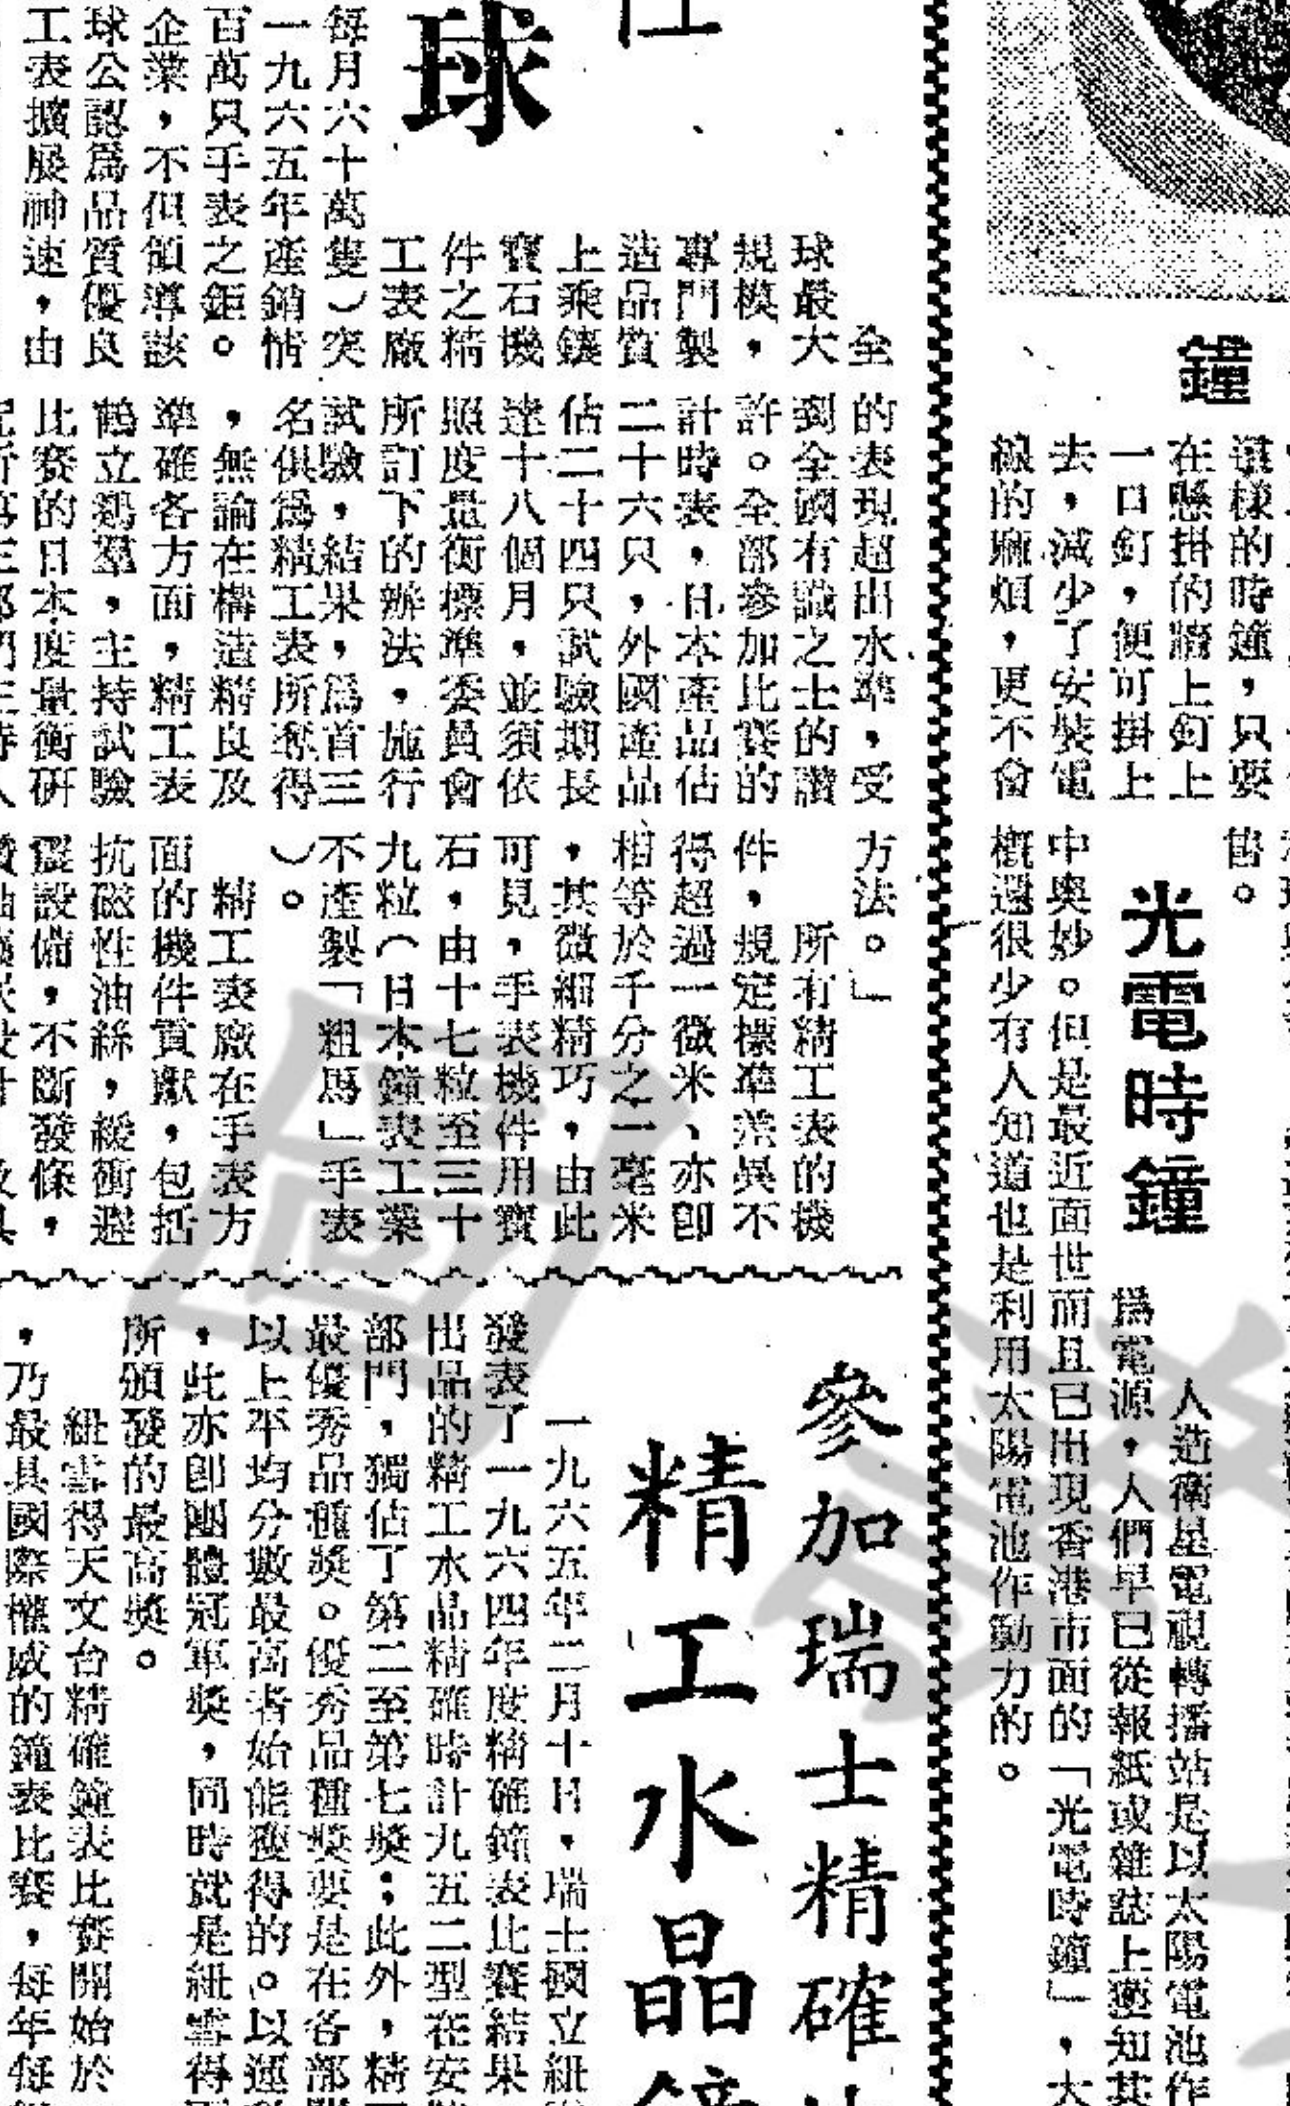 鐘
這樣的時鐘，只要
在懸掛的牆上釘上
一口釘，便可掛上
去，減少了安裝電
線的麻煩，更不會
售。
光電時鐘
人造衛星電視轉播站是以太陽電池作
爲電源，人們早已從報紙或雜誌上獲知其
中奧妙。但是最近面世而且已出現香港市面的「光電時鐘」，大
概還很少有人知道也是利用太陽電池作動力的。
球
全
球最大
規模，
專門製
造品質
上乘鑲
寶石機
件之精
工表廠
每月六十萬隻）突
一九六五年產銷情
百萬只手表之鉅。
企業，不但領導該
球公認爲品質優良
工表擴展神速，由
的表現超出水準，受
到全國有識之士的讚
許。全部參加比賽的
計時表，日本產品佔
二十六只，外國產品
佔二十四只試驗期長
達十八個月，並須依
照度量衡標準委員會
所訂下的辦法，施行
試驗，結果，爲首三
名俱爲精工表所奪得
，無論在構造精良及
準確各方面，精工表
鶴立鷄羣，主持試驗
比賽的日本度量衡研
方法。」
所有精工表的機
件，規定標準差異不
得超過一微米、亦卽
相等於千分之一毫米
，其微細精巧，由此
可見，手表機件用寶
石，由十七粒至三十
九粒（日本鐘表工業
不產製「粗馬」手表
）。
精工表廠在手表方
面的機件貢獻，包括
抗磁性油絲，緩衝避
震設備，不斷發條，
參加瑞士精確
精工水晶
一九六五年二月十日，瑞士國立紐
發表了一九六四年度精確鐘表比賽結果
出品的精工水晶精確時計九五二型在安
部門，獨佔了第二至第七獎；此外，精
最優秀品種獎。優秀品種獎要是在各部
以上平均分數最高者始能獲得的。以運
，此亦卽團體冠軍獎，同時就是紐雪得
所頒發的最高獎。
紐雪得天文台精確鐘表比賽開始於
，乃最具國際權威的鐘表比賽，每年每